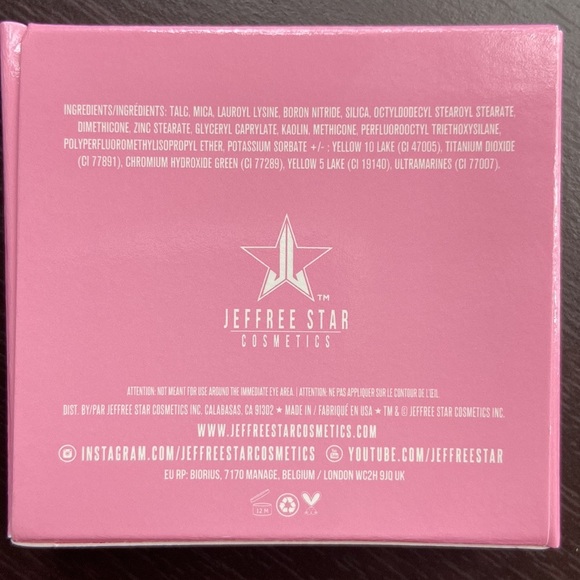 INGREDIENTS/INGRÉDIENTS: TALC, MICA, LAUROYL LYSINE, BORON NITRIDE, SILICA, OCTYLDODECYL STEAROYL STEARATE,
DIMETHICONE, ZINC STEARATE, GLYCERYL CAPRYLATE, KAOLIN, METHICONE, PERFLUOROOCTYL TRIETHOXYSILANE,
POLYPERFLUOROMETHYLISOPROPYL ETHER, POTASSIUM SORBATE +/- : YELLOW 10 LAKE (CI 47005), TITANIUM DIOXIDE
(CI 77891), CHROMIUM HYDROXIDE GREEN (CI 77289), YELLOW 5 LAKE (CI 19140), ULTRAMARINES (CI 77007).
TM
JEFFREE STAR
COSMETICS
ATTENTION: NOT MEANT FOR USE AROUND THE IMMEDIATE EYE AREA. | ATTENTION: NE PAS APPLIQUER SUR LE CONTOUR DE L'ŒIL.
DIST. BY/PAR JEFFREE STAR COSMETICS INC. CALABASAS, CA 91302 ★ MADE IN / FABRIQUÉ EN USA ★ TM & © JEFFREE STAR COSMETICS INC.
WWW.JEFFREESTARCOSMETICS.COM
INSTAGRAM.COM/JEFFREESTARCOSMETICS YOUTUBE.COM/JEFFREESTAR
EU RP: BIORIUS, 7170 MANAGE, BELGIUM / LONDON WC2H 9JQ UK
12 M